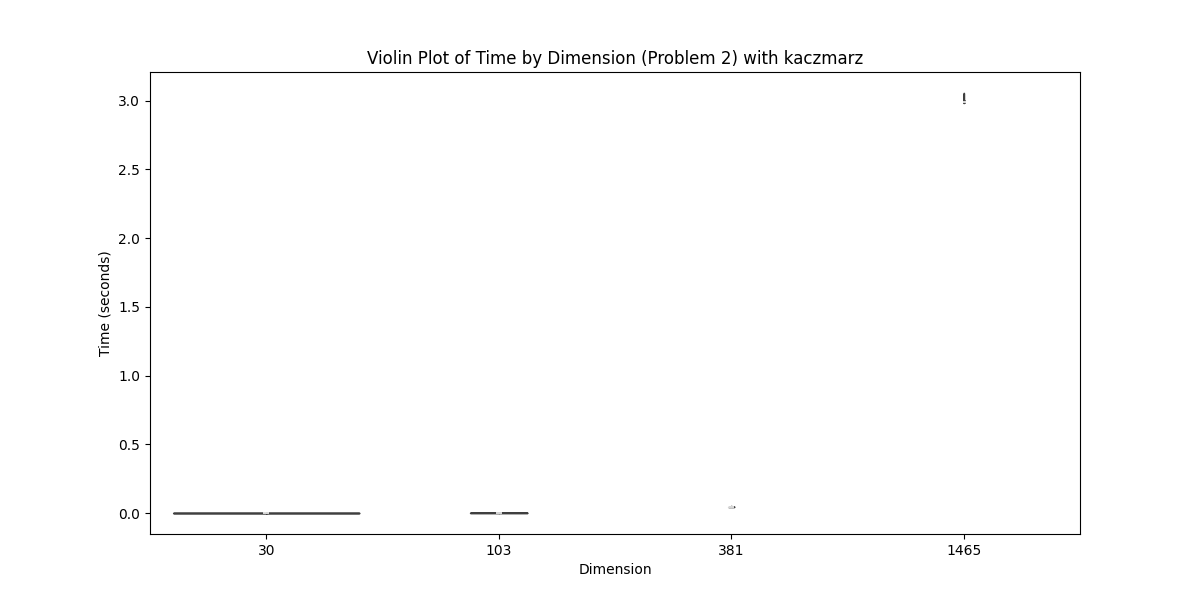 Violin Plot of Time by Dimension (Problem 2) with kaczmarz
Time (seconds)
3.0
2.5
2.0
1.5
1.0
0.5
0.0
30 103 381 1465
Dimension